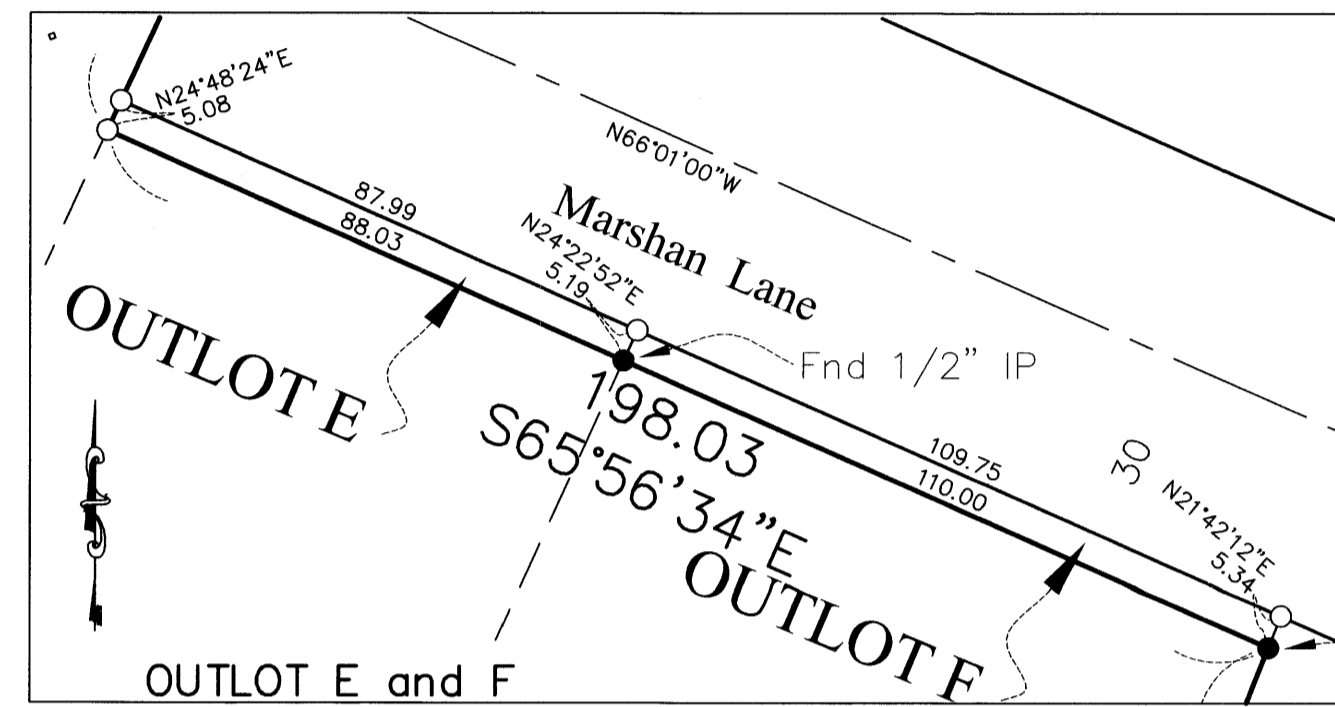 N24°48'24"E
5.08
N66°01'00"W
Marshan Lane
87.99
88.03
N24°22'52"E
5.19
OUTLOT E
Fnd 1/2" IP
198.03
S65°56'34"E
109.75
110.00
30
N21°42'12"E
5.34
OUTLOT F
OUTLOT E and F